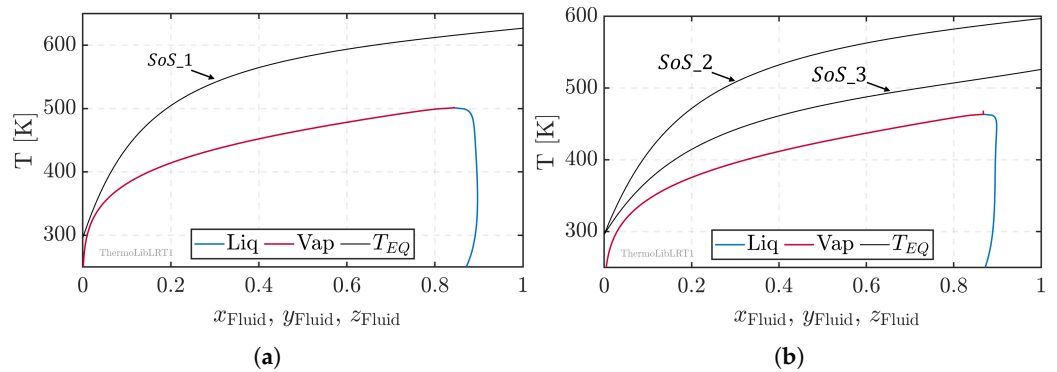 600
500
400
300
T [K]
SoS_1
ThermoLibLRT1
Liq Vap T_EQ
0 0.2 0.4 0.6 0.8 1
x_Fluid, y_Fluid, z_Fluid
(a)
600
500
400
300
T [K]
SoS_2
SoS_3
ThermoLibLRT1
Liq Vap T_EQ
0 0.2 0.4 0.6 0.8 1
x_Fluid, y_Fluid, z_Fluid
(b)